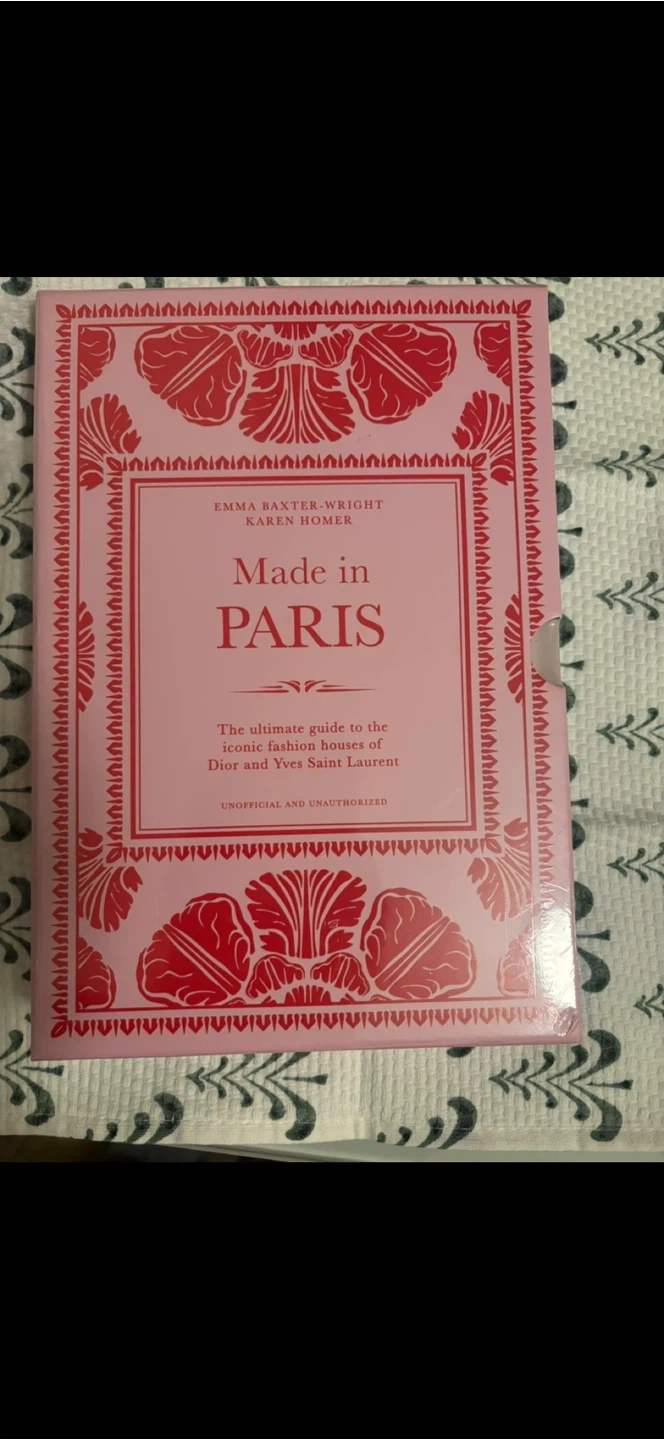 EMMA BAXTER-WRIGHT
KAREN HOMER
Made in
PARIS
The ultimate guide to the
iconic fashion houses of
Dior and Yves Saint Laurent
UNOFFICIAL AND UNAUTHORIZED